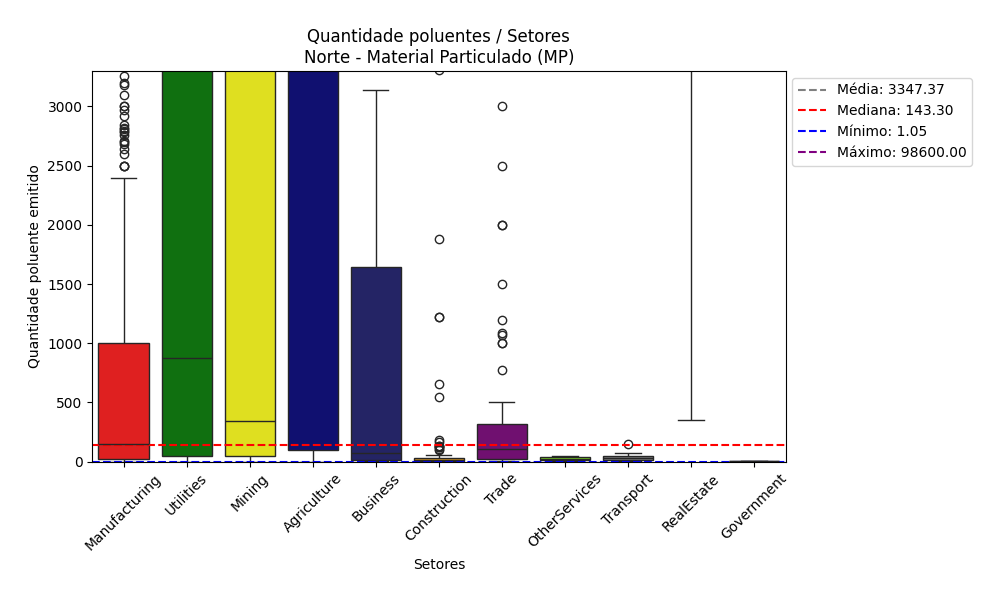 Quantidade poluentes / Setores
Norte - Material Particulado (MP)
Média: 3347.37
Mediana: 143.30
Mínimo: 1.05
Máximo: 98600.00
Quantidade poluente emitido
3000
2500
2000
1500
1000
500
0
Manufacturing
Utilities
Mining
Agriculture
Business
Construction
Trade
OtherServices
Transport
RealEstate
Government
Setores